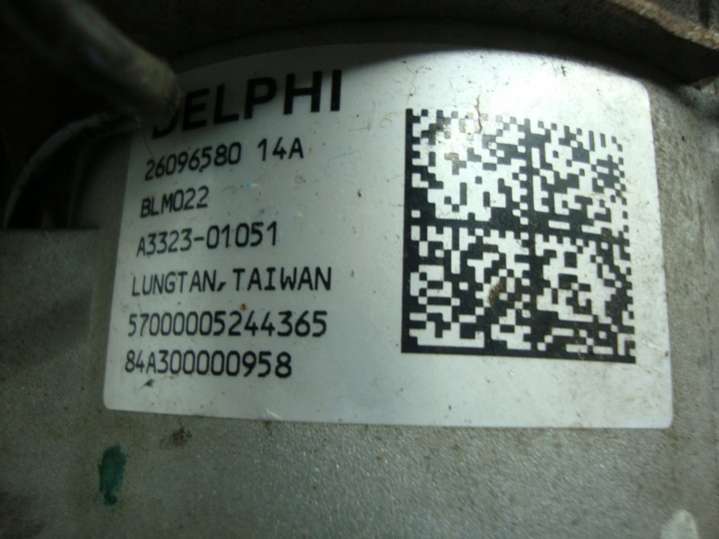 DELPHI
26096580 14A
BLM022
A3323-01051
LUNGTAN, TAIWAN
57000005244365
84A300000958